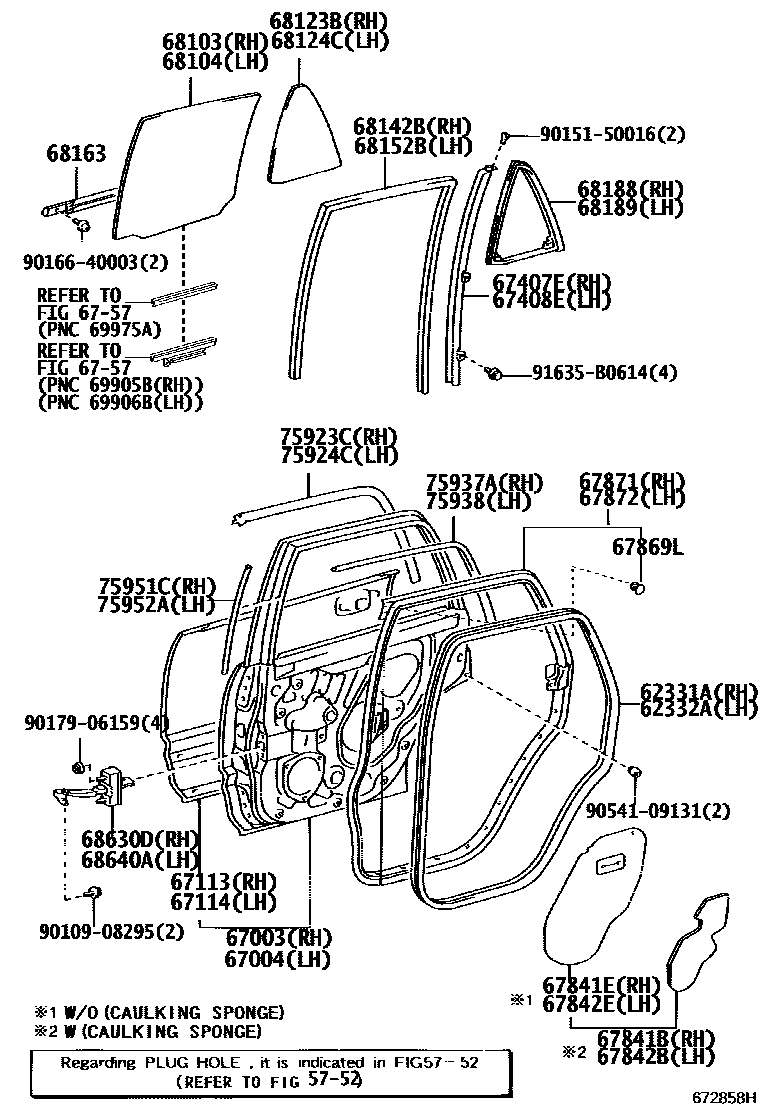 68123B(RH)
68124C(LH)
68103(RH)
68104(LH)
68142B(RH)
68152B(LH)
90151-50016(2)
68163
68188(RH)
68189(LH)
90166-40003(2)
67407E(RH)
67408E(LH)
REFER TO
FIG 67-57
(PNC 69975A)
REFER TO
FIG 67-57
(PNC 69905B(RH))
(PNC 69906B(LH))
91635-B0614(4)
75923C(RH)
75924C(LH)
75937A(RH)
75938(LH)
67871(RH)
67872(LH)
67869L
75951C(RH)
75952A(LH)
62331A(RH)
62332A(LH)
90179-06159(4)
90541-09131(2)
68630D(RH)
68640A(LH)
67113(RH)
67114(LH)
90109-08295(2)
67003(RH)
67004(LH)
67841E(RH)
※1 67842E(LH)
※1 W/O (CAULKING SPONGE)
※2 W (CAULKING SPONGE)
67841B(RH)
※2 67842B(LH)
Regarding PLUG HOLE , it is indicated in FIG57-52
(REFER TO FIG 57-52)
672858H